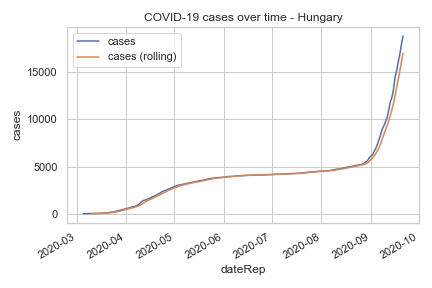 COVID-19 cases over time - Hungary
cases
cases (rolling)
15000
10000
5000
0
cases
2020-03
2020-04
2020-05
2020-06
2020-07
2020-08
2020-09
2020-10
dateRep